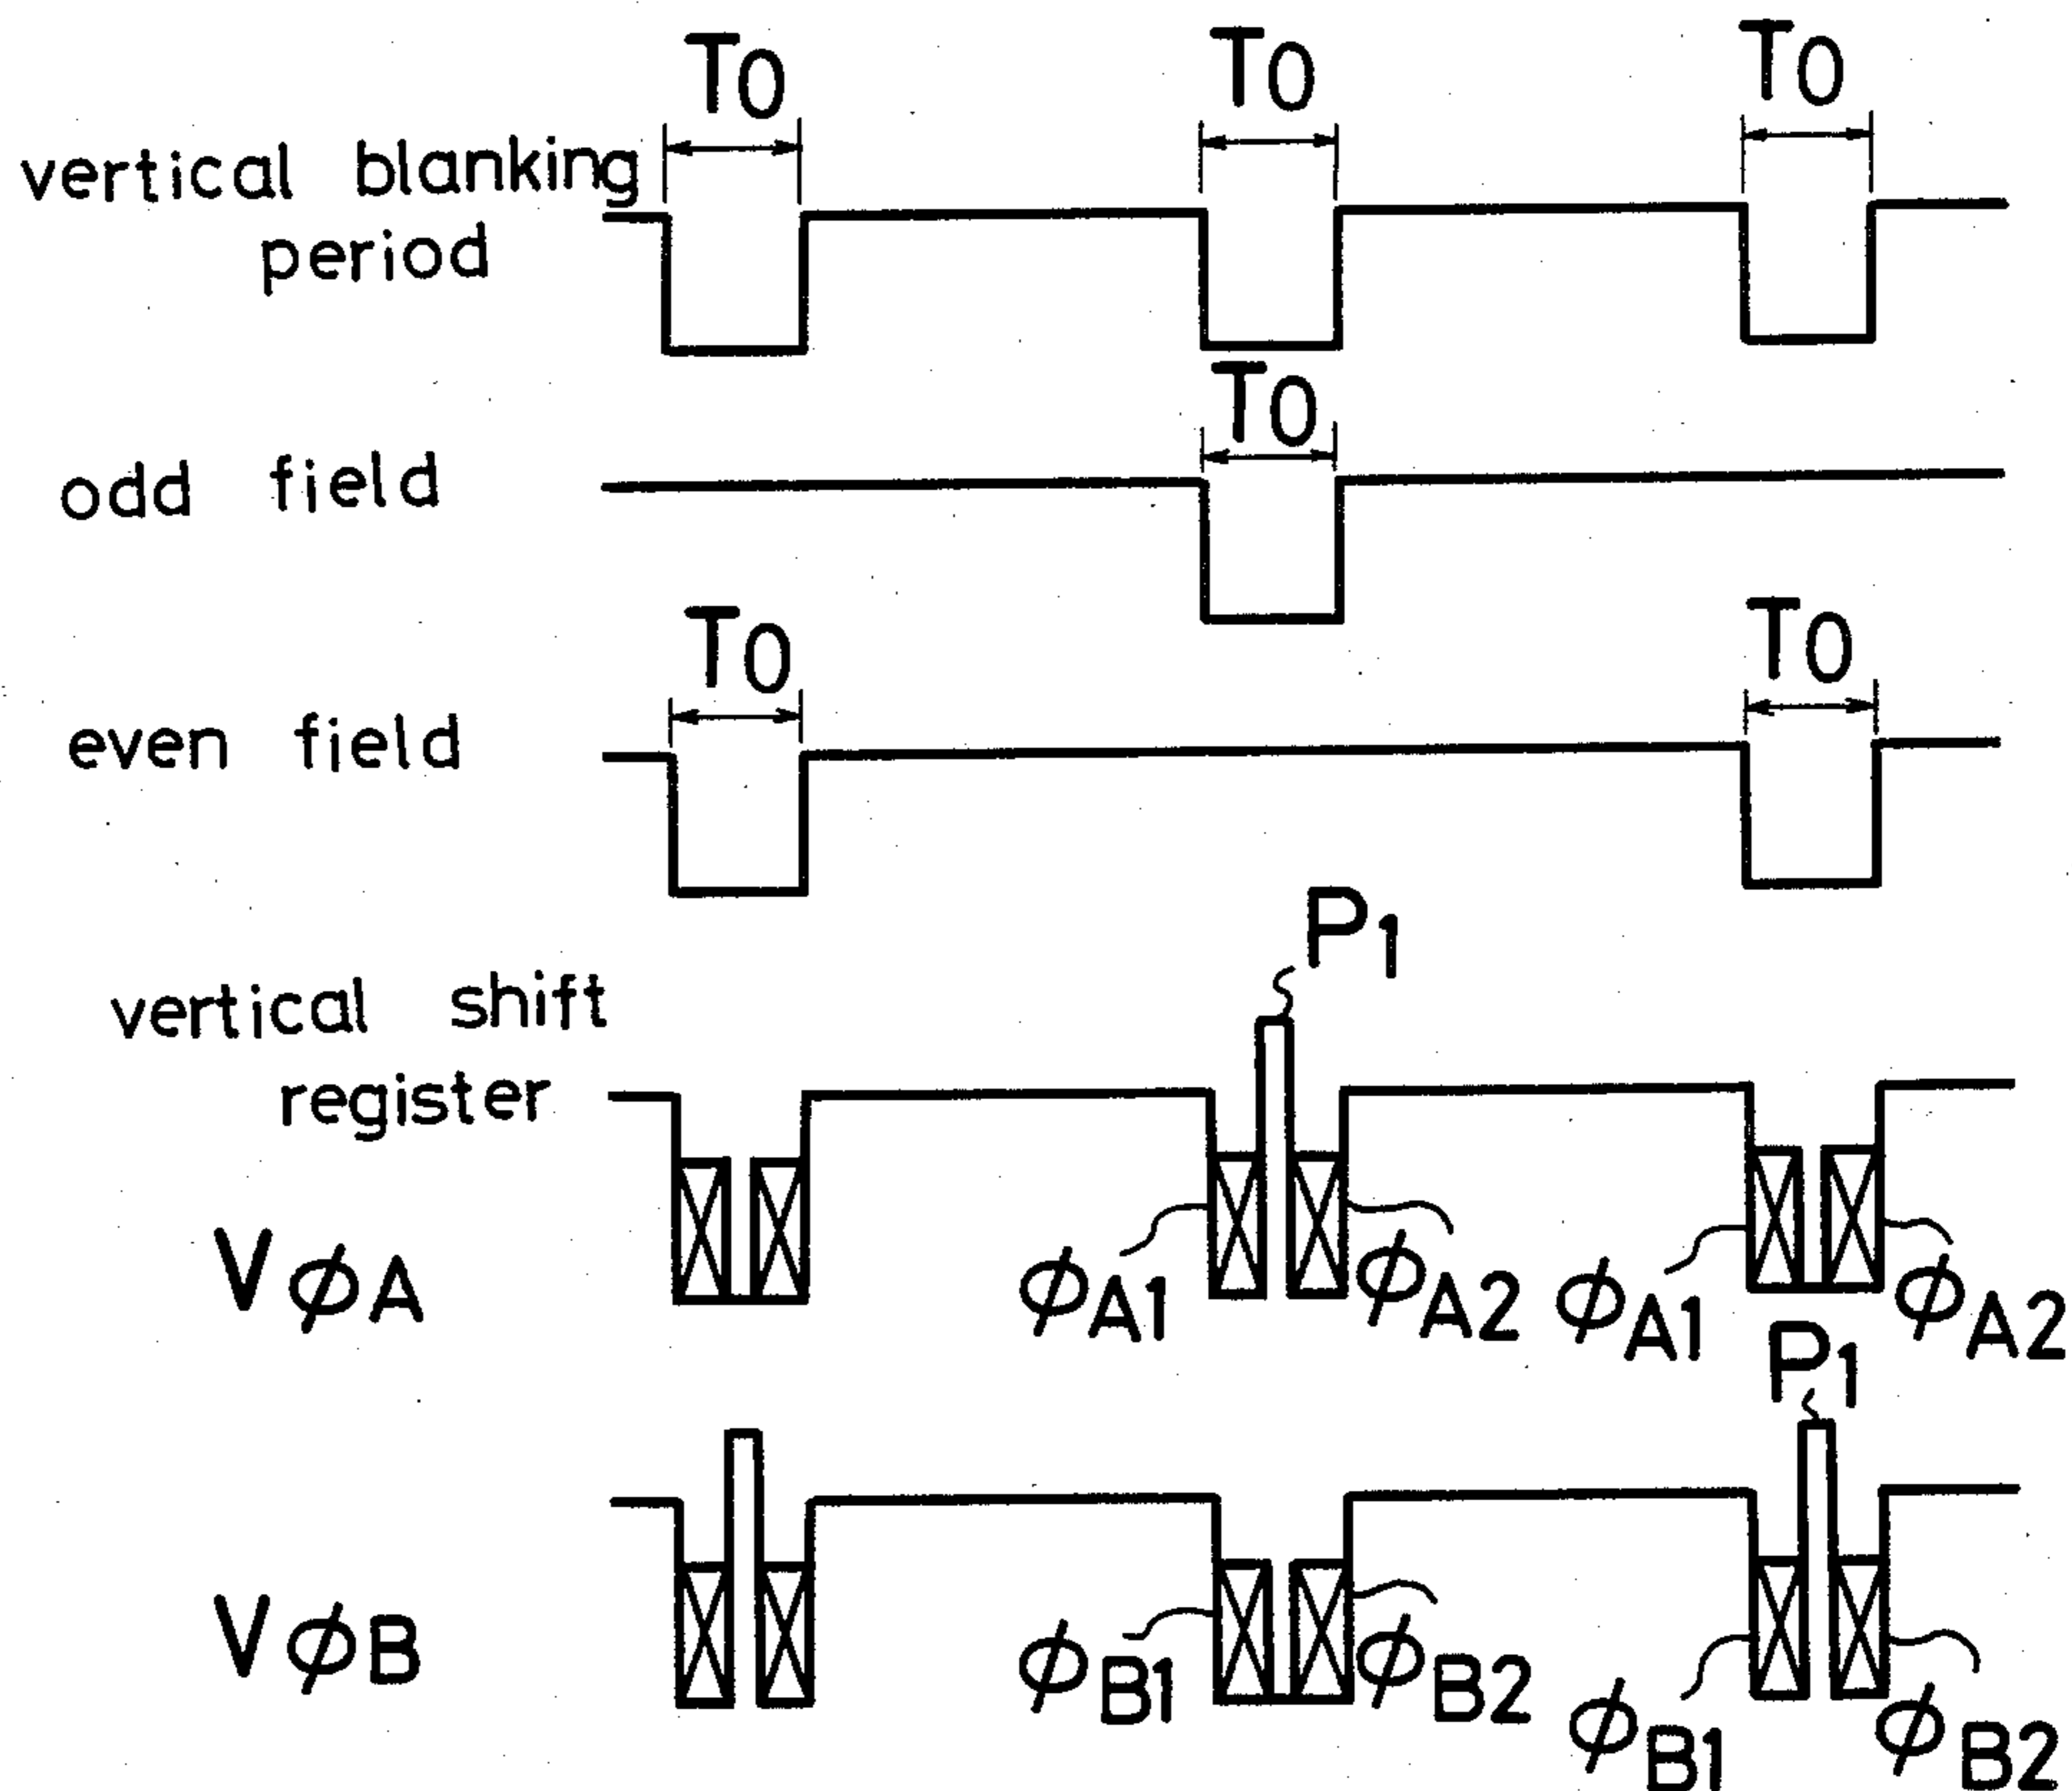 T0 T0 T0
vertical blanking
period
T0
odd field
T0 T0
even field
P1
vertical shift
register
VφA
φA1 φA2 φA1 φA2
P1
VφB
φB1 φB2 φB1 φB2